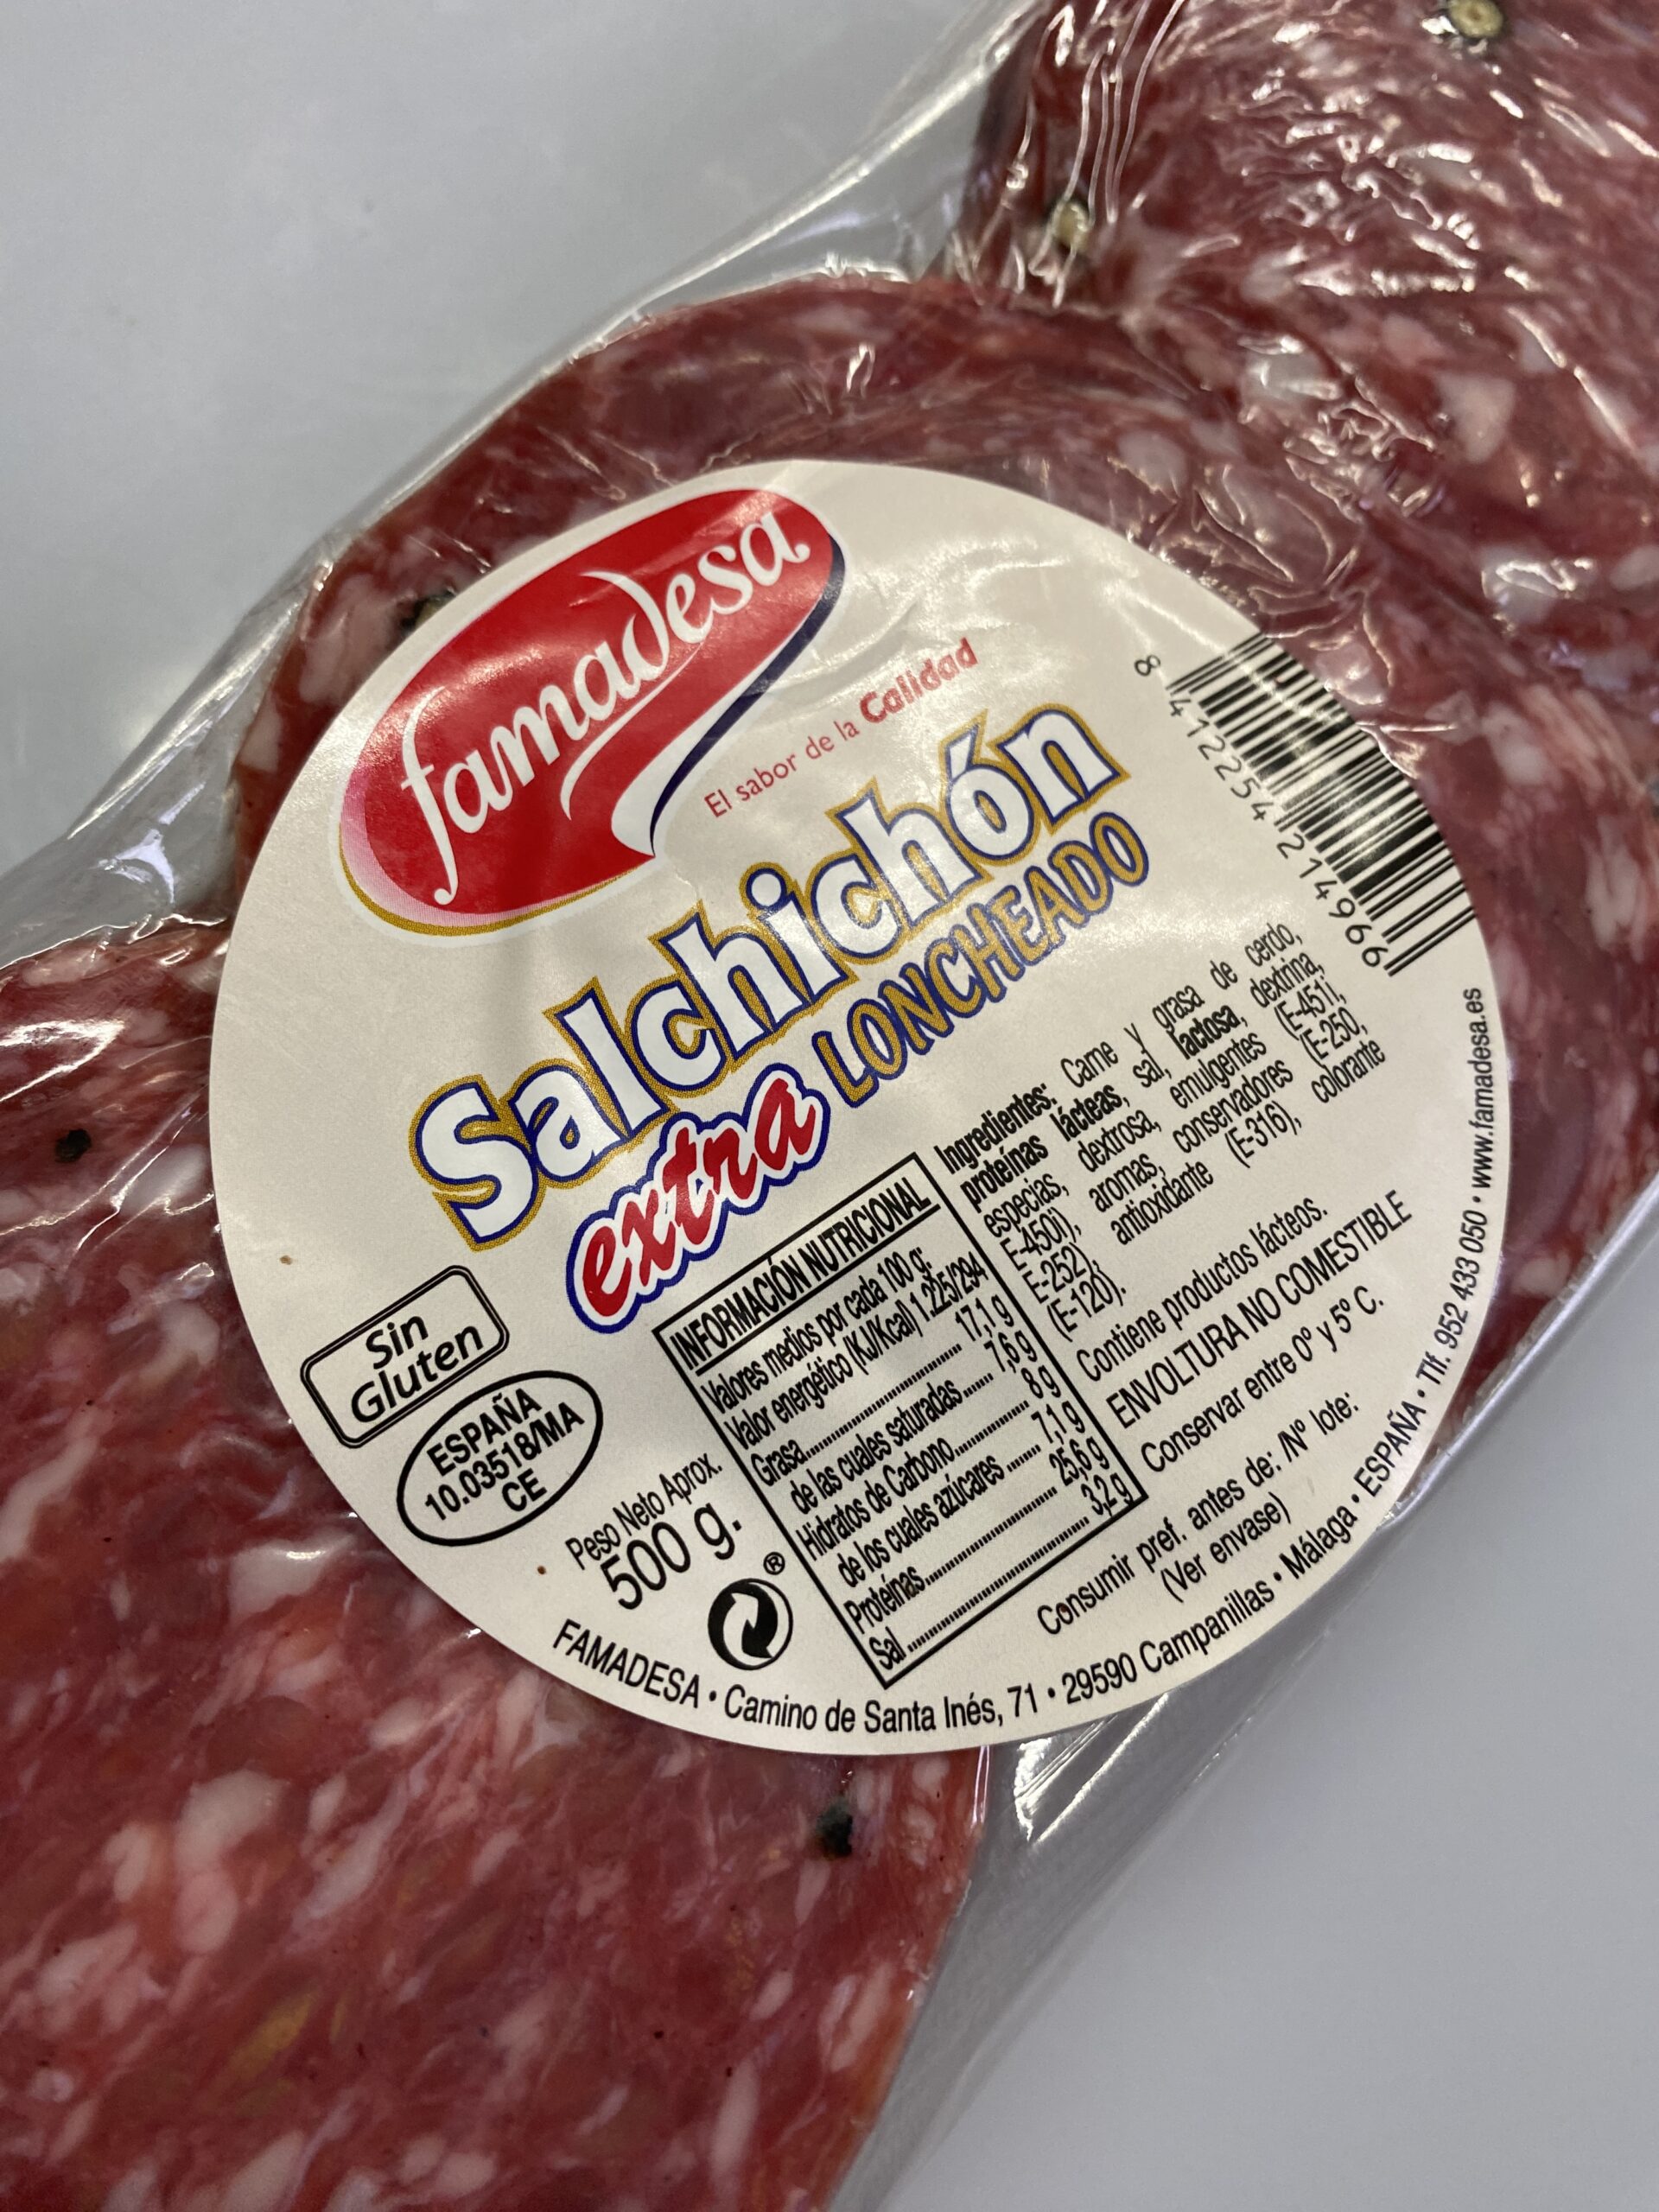 famadesa
El sabor de la Calidad
Salchichón
extra LONCHEADO
8 412254 214966
Sin
Gluten
ESPAÑA
10.03518/MA
CE
Peso Neto Aprox.
500 g.
®
INFORMACIÓN NUTRICIONAL
Valores medios por cada 100 g:
Valor energético (KJ/Kcal) 1.225/294
Grasa.................... 17,1 g
de las cuales saturadas...... 7,6 g
Hidratos de Carbono............ 8 g
de los cuales azúcares ...... 7,1 g
Proteínas.................... 25,6 g
Sal .......................... 3,2 g
Ingredientes: Carne y grasa de cerdo,
proteínas lácteas, sal, lactosa, dextrina,
especias, dextrosa, emulgentes (E-451i,
E-450i), aromas, conservadores (E-250,
E-252), antioxidante (E-316), colorante
(E-120).
Contiene productos lácteos.
ENVOLTURA NO COMESTIBLE
Conservar entre 0º y 5º C.
Consumir pref. antes de: /Nº lote:
(Ver envase)
FAMADESA • Camino de Santa Inés, 71 • 29590 Campanillas • Málaga • ESPAÑA • Tlf. 952 433 050 • www.famadesa.es